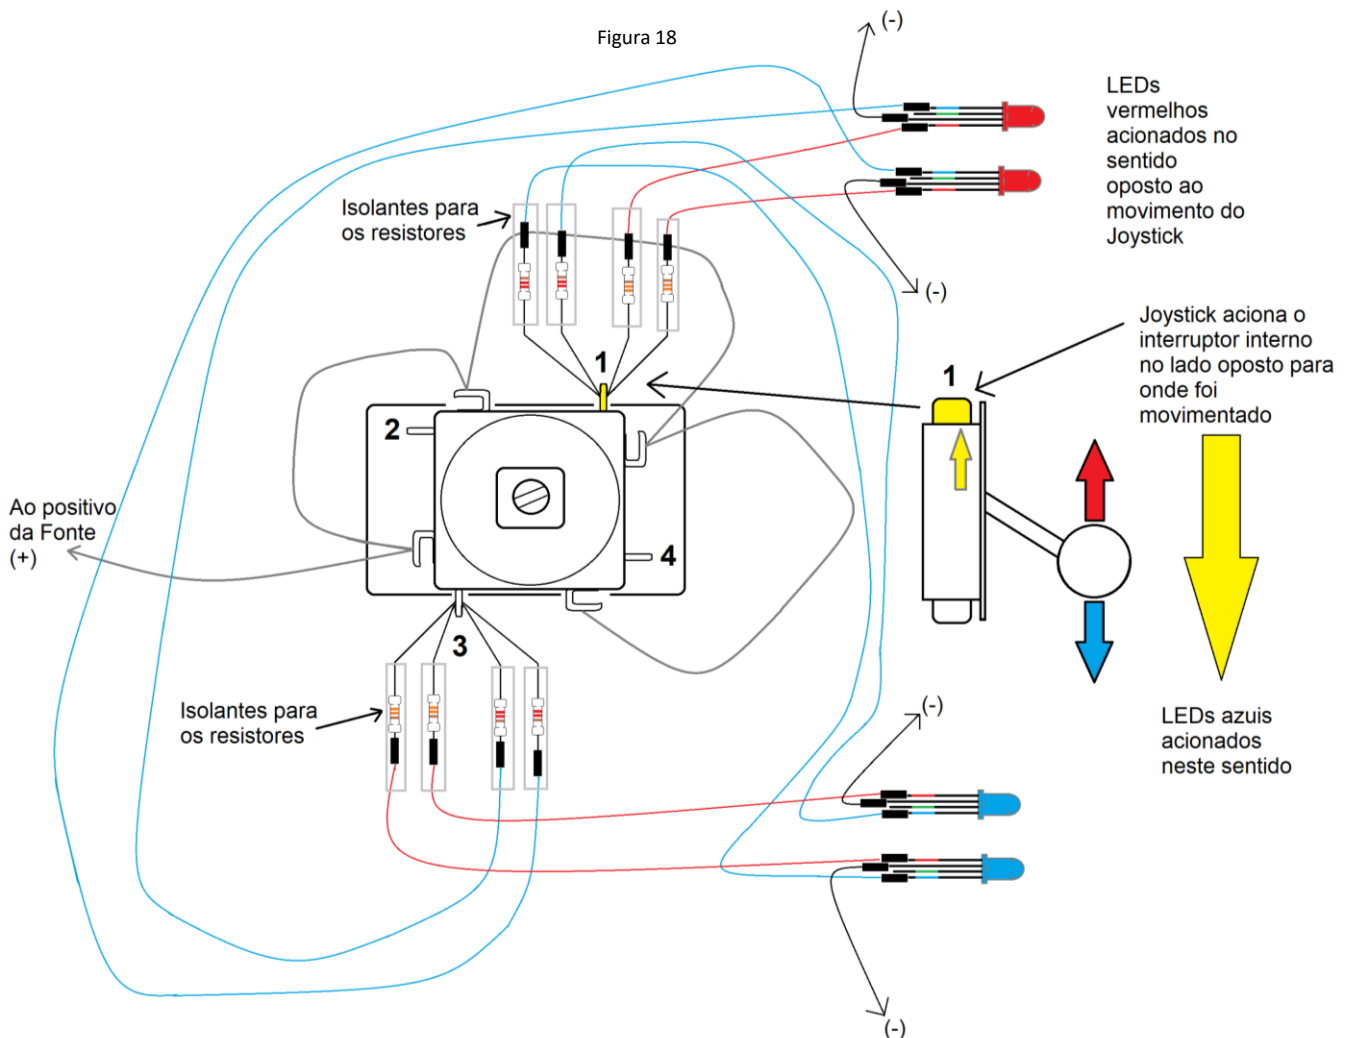 Figura 18
(-)
LEDs
vermelhos
acionados no
sentido
oposto ao
movimento do
Joystick
Isolantes para
os resistores
(-)
Joystick aciona o
interruptor interno
no lado oposto para
onde foi
movimentado
1
1
2
Ao positivo
da Fonte
(+)
4
3
Isolantes para
os resistores
(-)
LEDs azuis
acionados
neste sentido
(-)